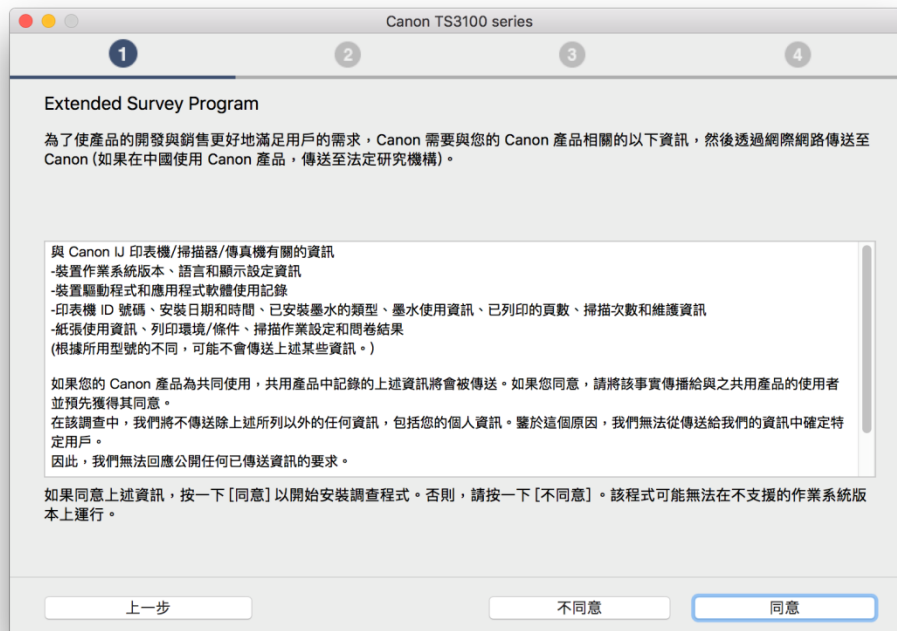 Canon TS3100 series
1
2
3
4
Extended Survey Program
為了使產品的開發與銷售更好地滿足用戶的需求，Canon 需要與您的 Canon 產品相關的以下資訊，然後透過網際網路傳送至
Canon (如果在中國使用 Canon 產品，傳送至法定研究機構)。
與 Canon IJ 印表機/掃描器/傳真機有關的資訊
-裝置作業系統版本、語言和顯示設定資訊
-裝置驅動程式和應用程式軟體使用記錄
-印表機 ID 號碼、安裝日期和時間、已安裝墨水的類型、墨水使用資訊、已列印的頁數、掃描次數和維護資訊
-紙張使用資訊、列印環境/條件、掃描作業設定和問卷結果
(根據所用型號的不同，可能不會傳送上述某些資訊。)
如果您的 Canon 產品為共同使用，共用產品中記錄的上述資訊將會被傳送。如果您同意，請將該事實傳播給與之共用產品的使用者
並預先獲得其同意。
在該調查中，我們將不傳送除上述所列以外的任何資訊，包括您的個人資訊。鑒於這個原因，我們無法從傳送給我們的資訊中確定特
定用戶。
因此，我們無法回應公開任何已傳送資訊的要求。
如果同意上述資訊，按一下 [同意] 以開始安裝調查程式。否則，請按一下 [不同意] 。該程式可能無法在不支援的作業系統版
本上運行。
上一步
不同意
同意